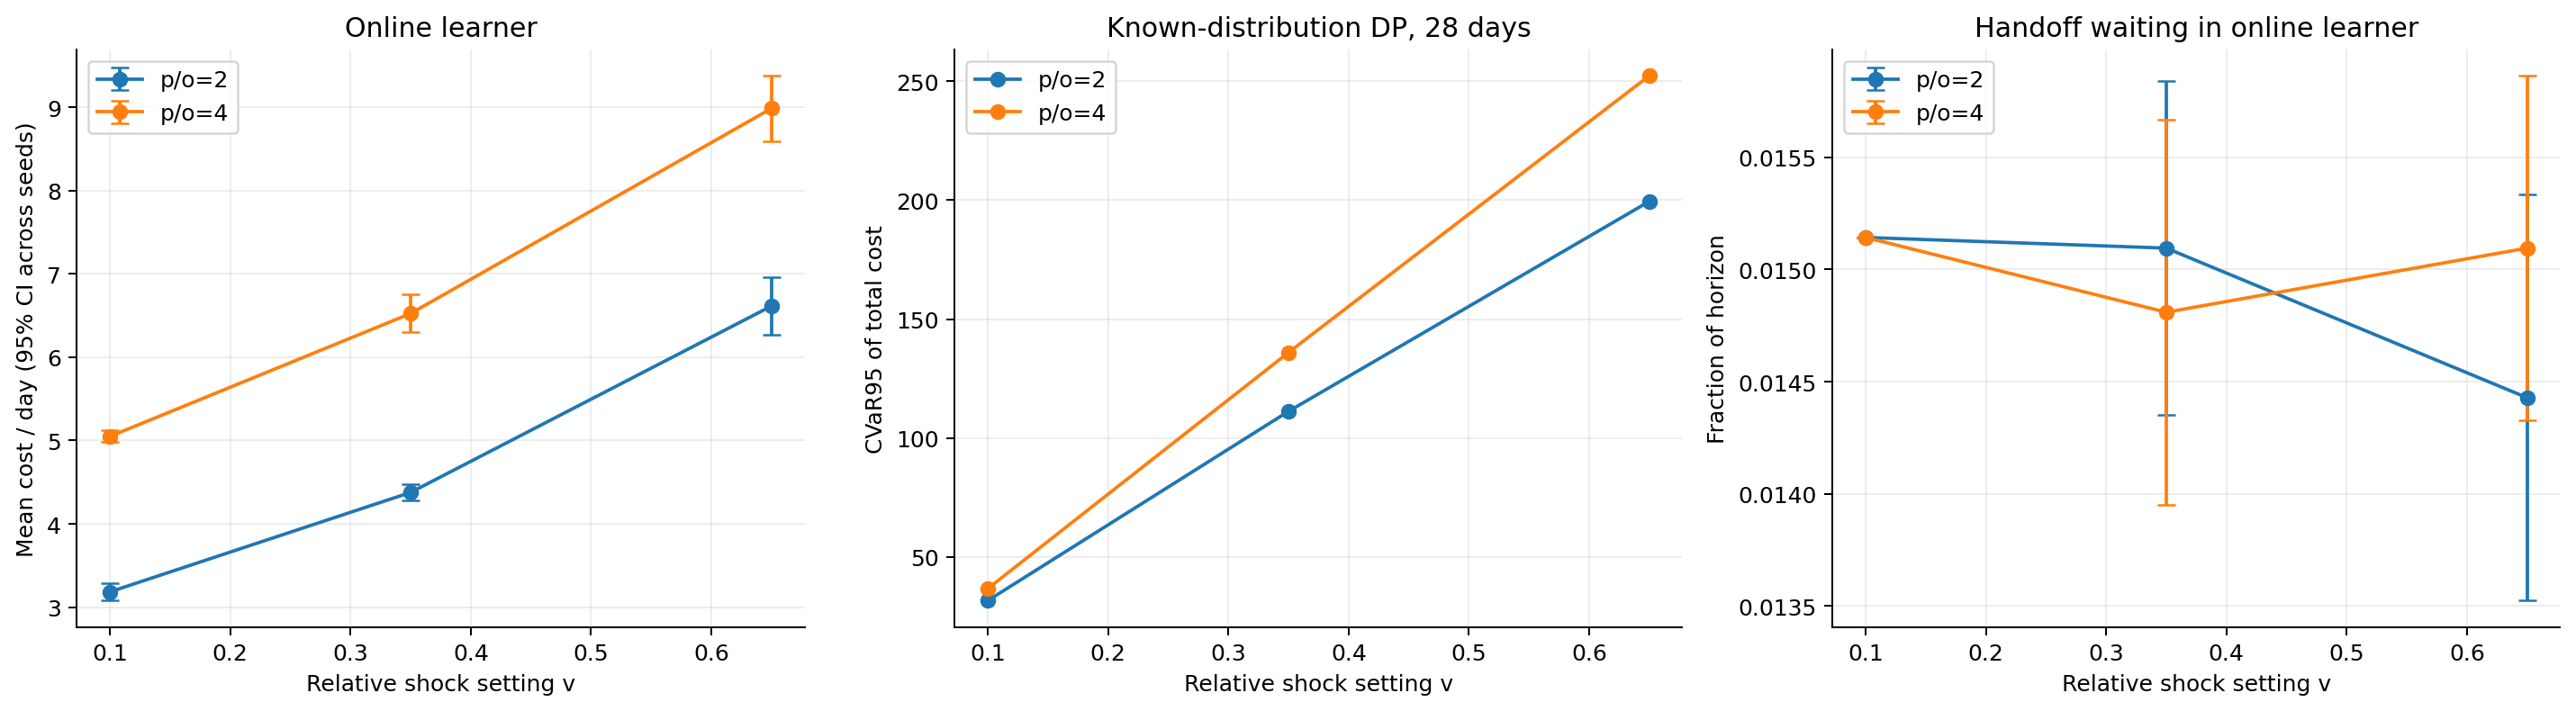 Online learner
p/o=2
p/o=4
Mean cost / day (95% CI across seeds)
9
8
7
6
5
4
3
0.1 0.2 0.3 0.4 0.5 0.6
Relative shock setting v
Known-distribution DP, 28 days
p/o=2
p/o=4
CVaR95 of total cost
250
200
150
100
50
0.1 0.2 0.3 0.4 0.5 0.6
Relative shock setting v
Handoff waiting in online learner
p/o=2
p/o=4
Fraction of horizon
0.0155
0.0150
0.0145
0.0140
0.0135
0.1 0.2 0.3 0.4 0.5 0.6
Relative shock setting v